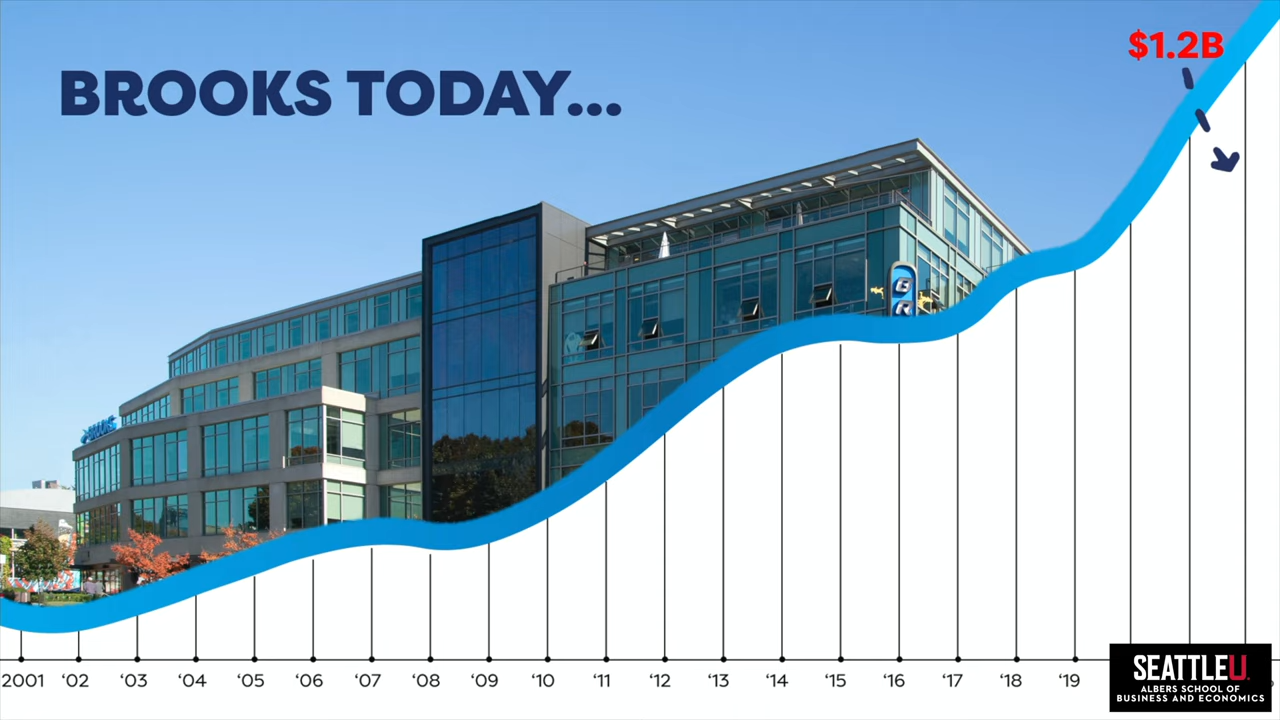 $1.2B
BROOKS TODAY...
2001 '02 '03 '04 '05 '06 '07 '08 '09 '10 '11 '12 '13 '14 '15 '16 '17 '18 '19
SEATTLEU
ALBERS SCHOOL OF
BUSINESS AND ECONOMICS